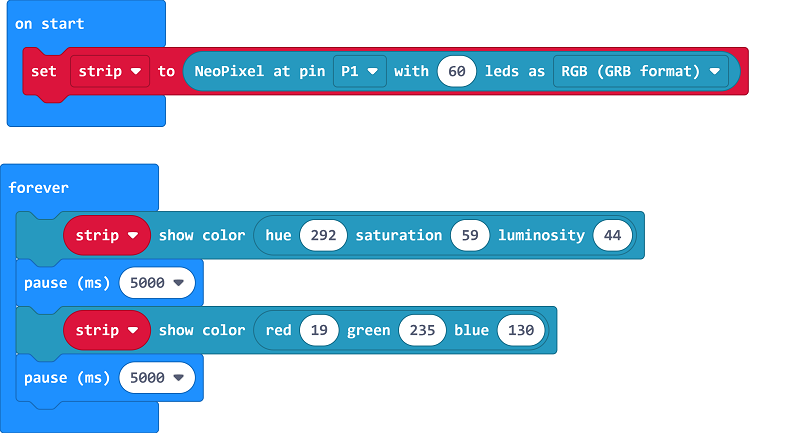 on start
set strip to NeoPixel at pin P1 with 60 leds as RGB (GRB format)
forever
strip show color hue 292 saturation 59 luminosity 44
pause (ms) 5000
strip show color red 19 green 235 blue 130
pause (ms) 5000